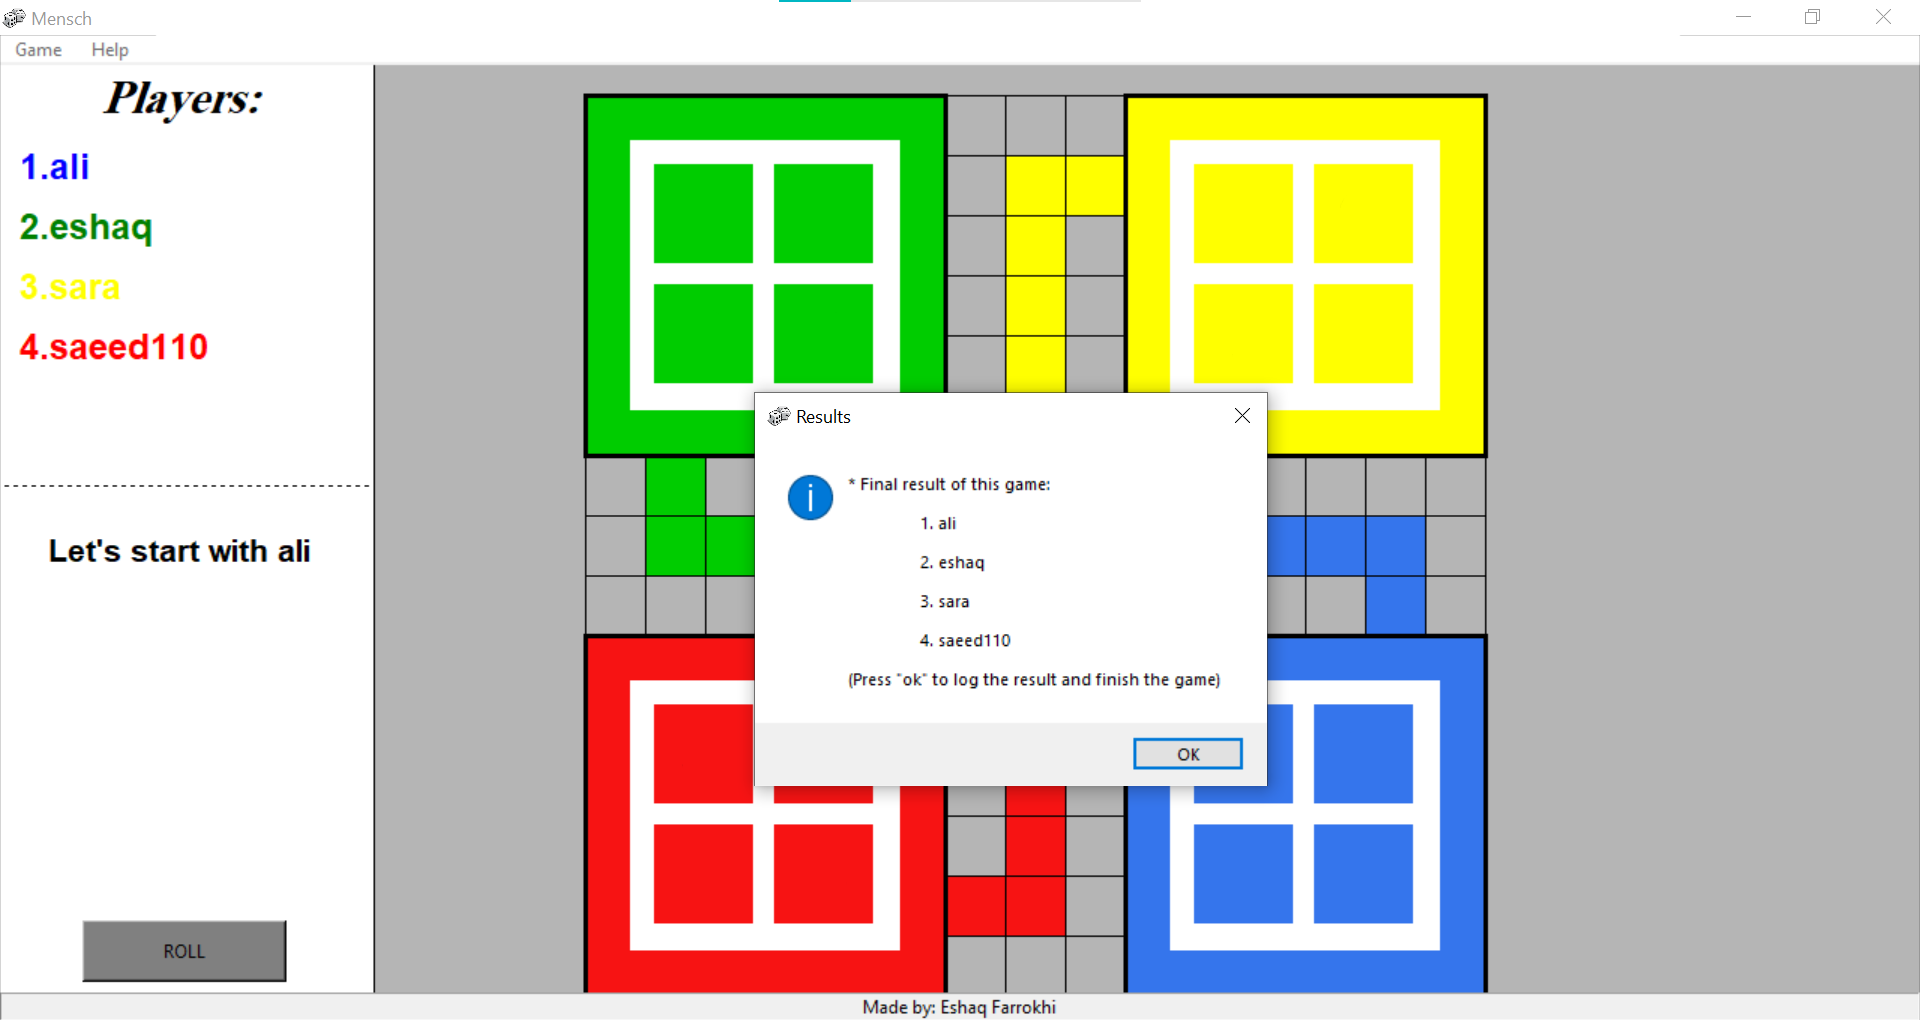 Mensch
Game Help
Players:
1.ali
2.eshaq
3.sara
4.saeed110
Let's start with ali
ROLL
Results
* Final result of this game:
1. ali
2. eshaq
3. sara
4. saeed110
(Press "ok" to log the result and finish the game)
OK
Made by: Eshaq Farrokhi